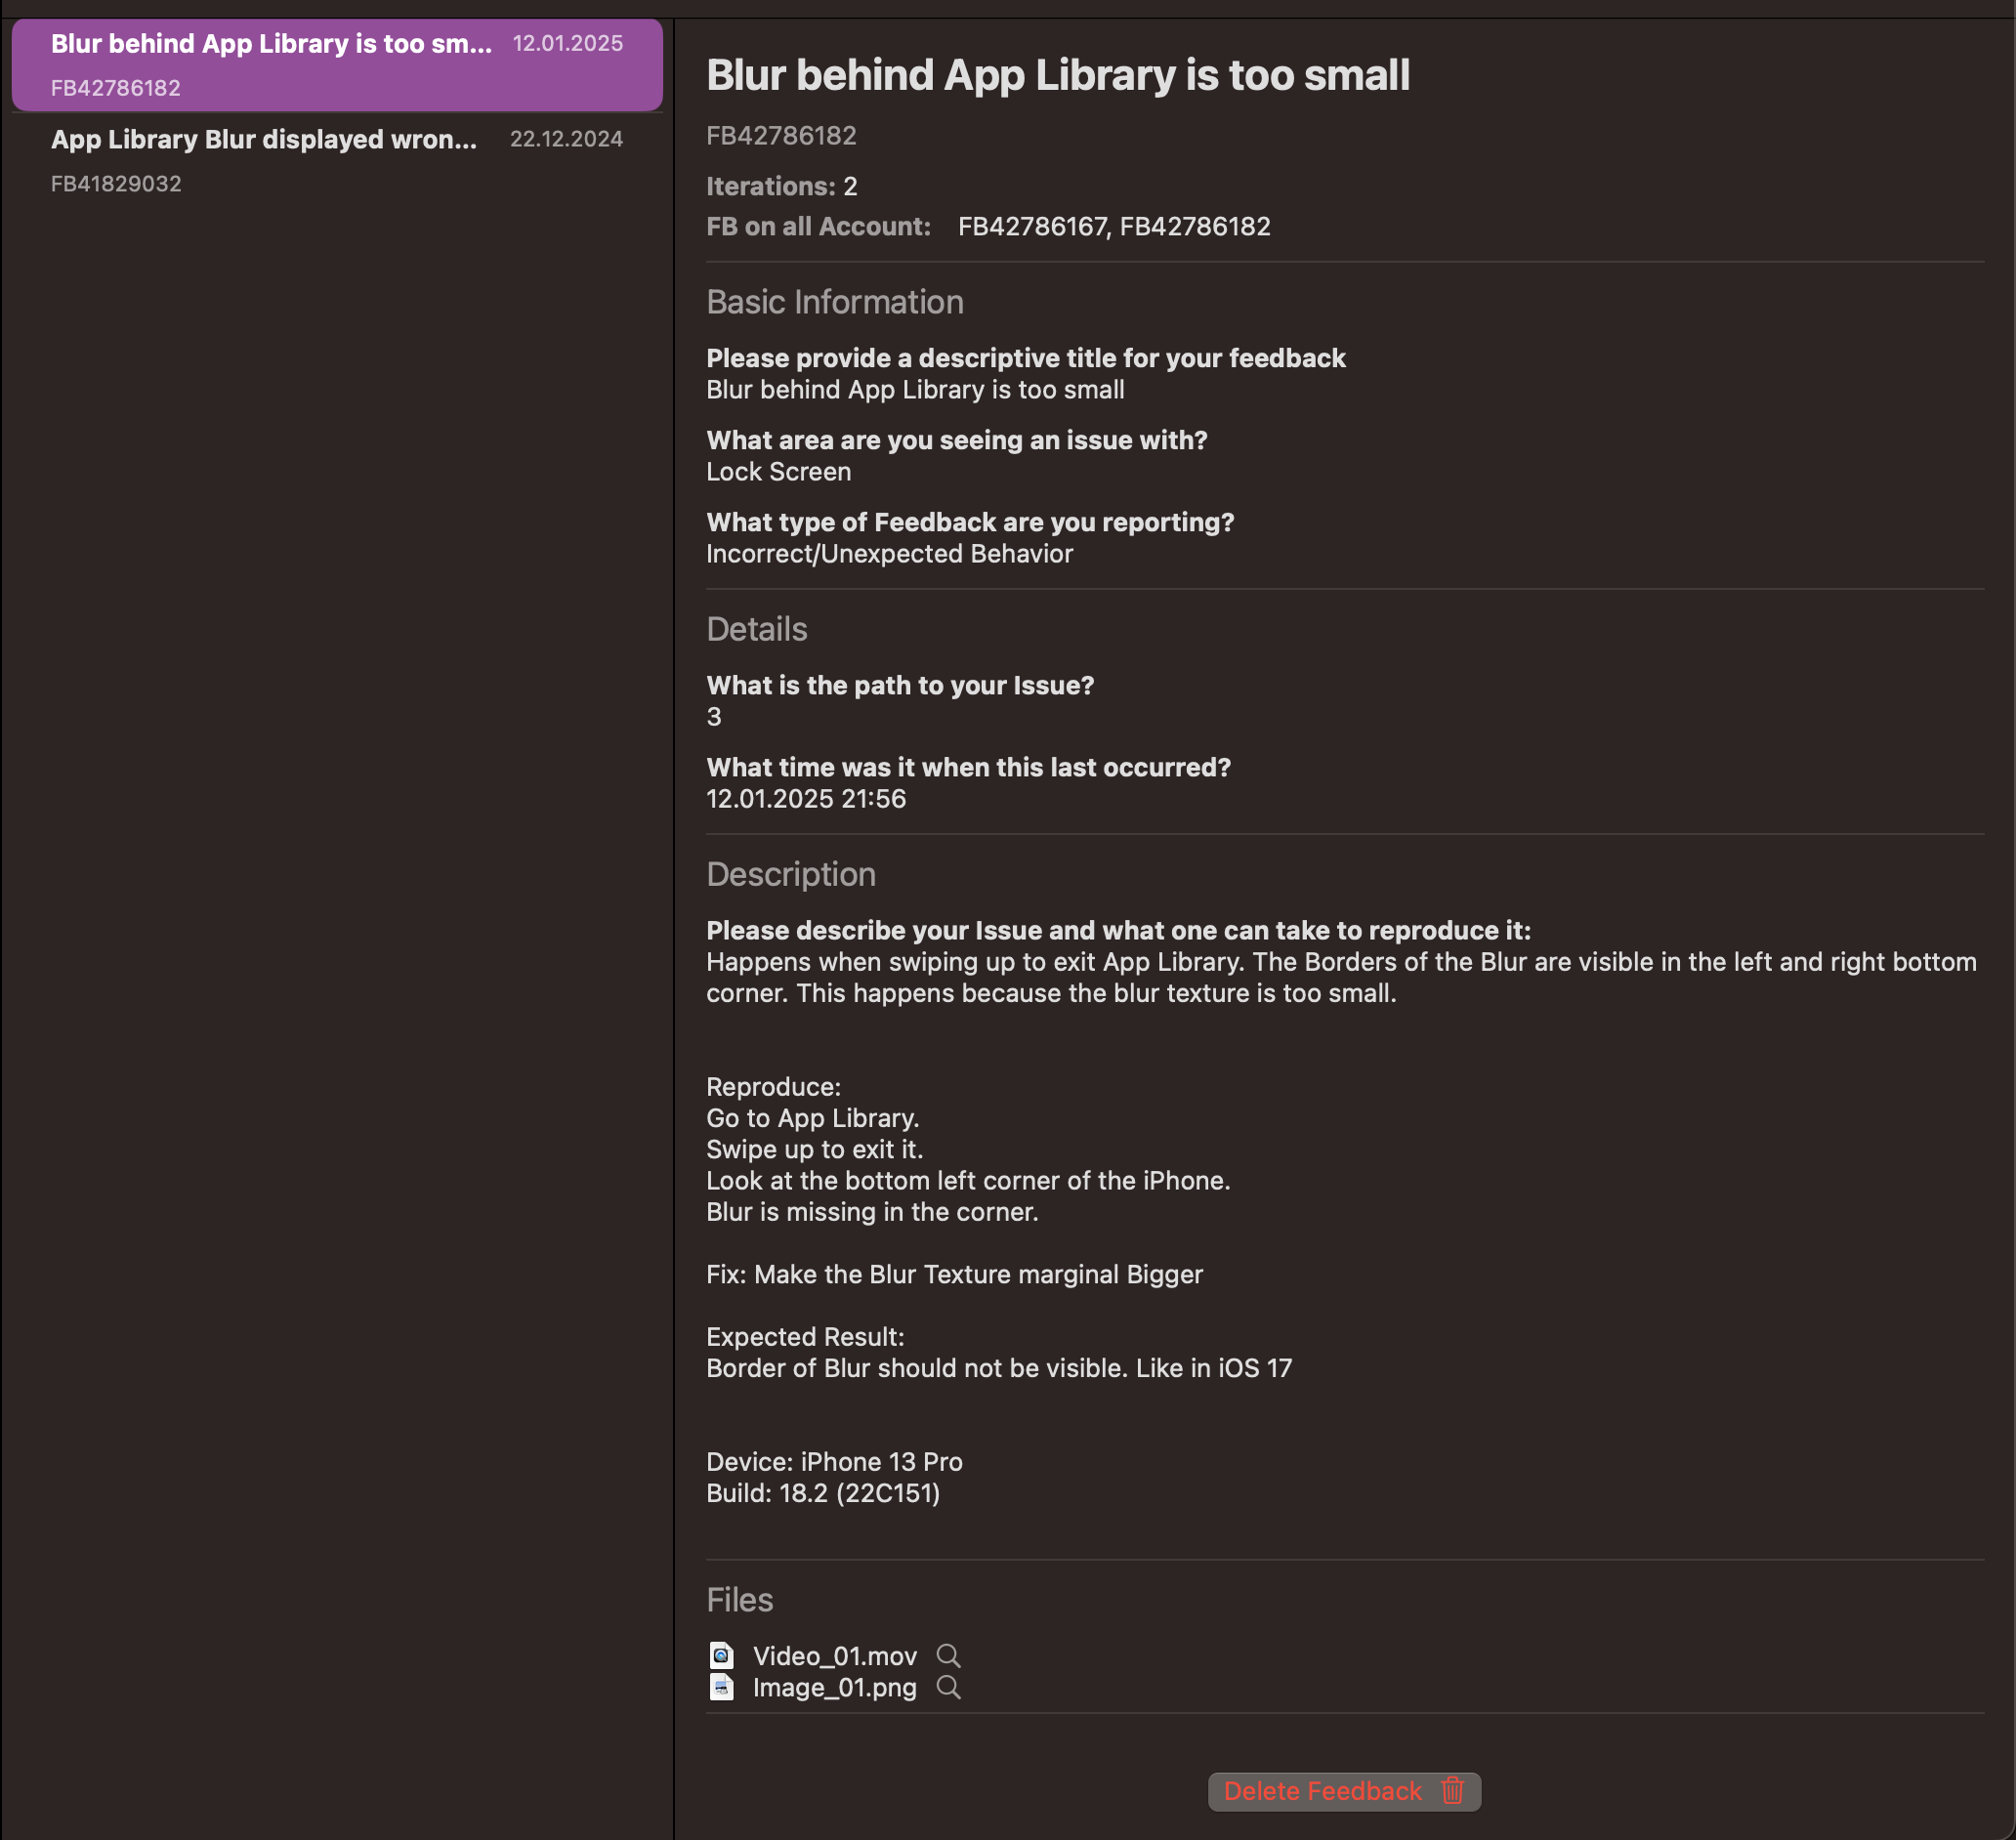 Blur behind App Library is too sm... 12.01.2025
FB42786182
App Library Blur displayed wron... 22.12.2024
FB41829032
Blur behind App Library is too small
FB42786182
Iterations: 2
FB on all Account: FB42786167, FB42786182
Basic Information
Please provide a descriptive title for your feedback
Blur behind App Library is too small
What area are you seeing an issue with?
Lock Screen
What type of Feedback are you reporting?
Incorrect/Unexpected Behavior
Details
What is the path to your Issue?
3
What time was it when this last occurred?
12.01.2025 21:56
Description
Please describe your Issue and what one can take to reproduce it:
Happens when swiping up to exit App Library. The Borders of the Blur are visible in the left and right bottom
corner. This happens because the blur texture is too small.
Reproduce:
Go to App Library.
Swipe up to exit it.
Look at the bottom left corner of the iPhone.
Blur is missing in the corner.
Fix: Make the Blur Texture marginal Bigger
Expected Result:
Border of Blur should not be visible. Like in iOS 17
Device: iPhone 13 Pro
Build: 18.2 (22C151)
Files
Video_01.mov
Image_01.png
Delete Feedback